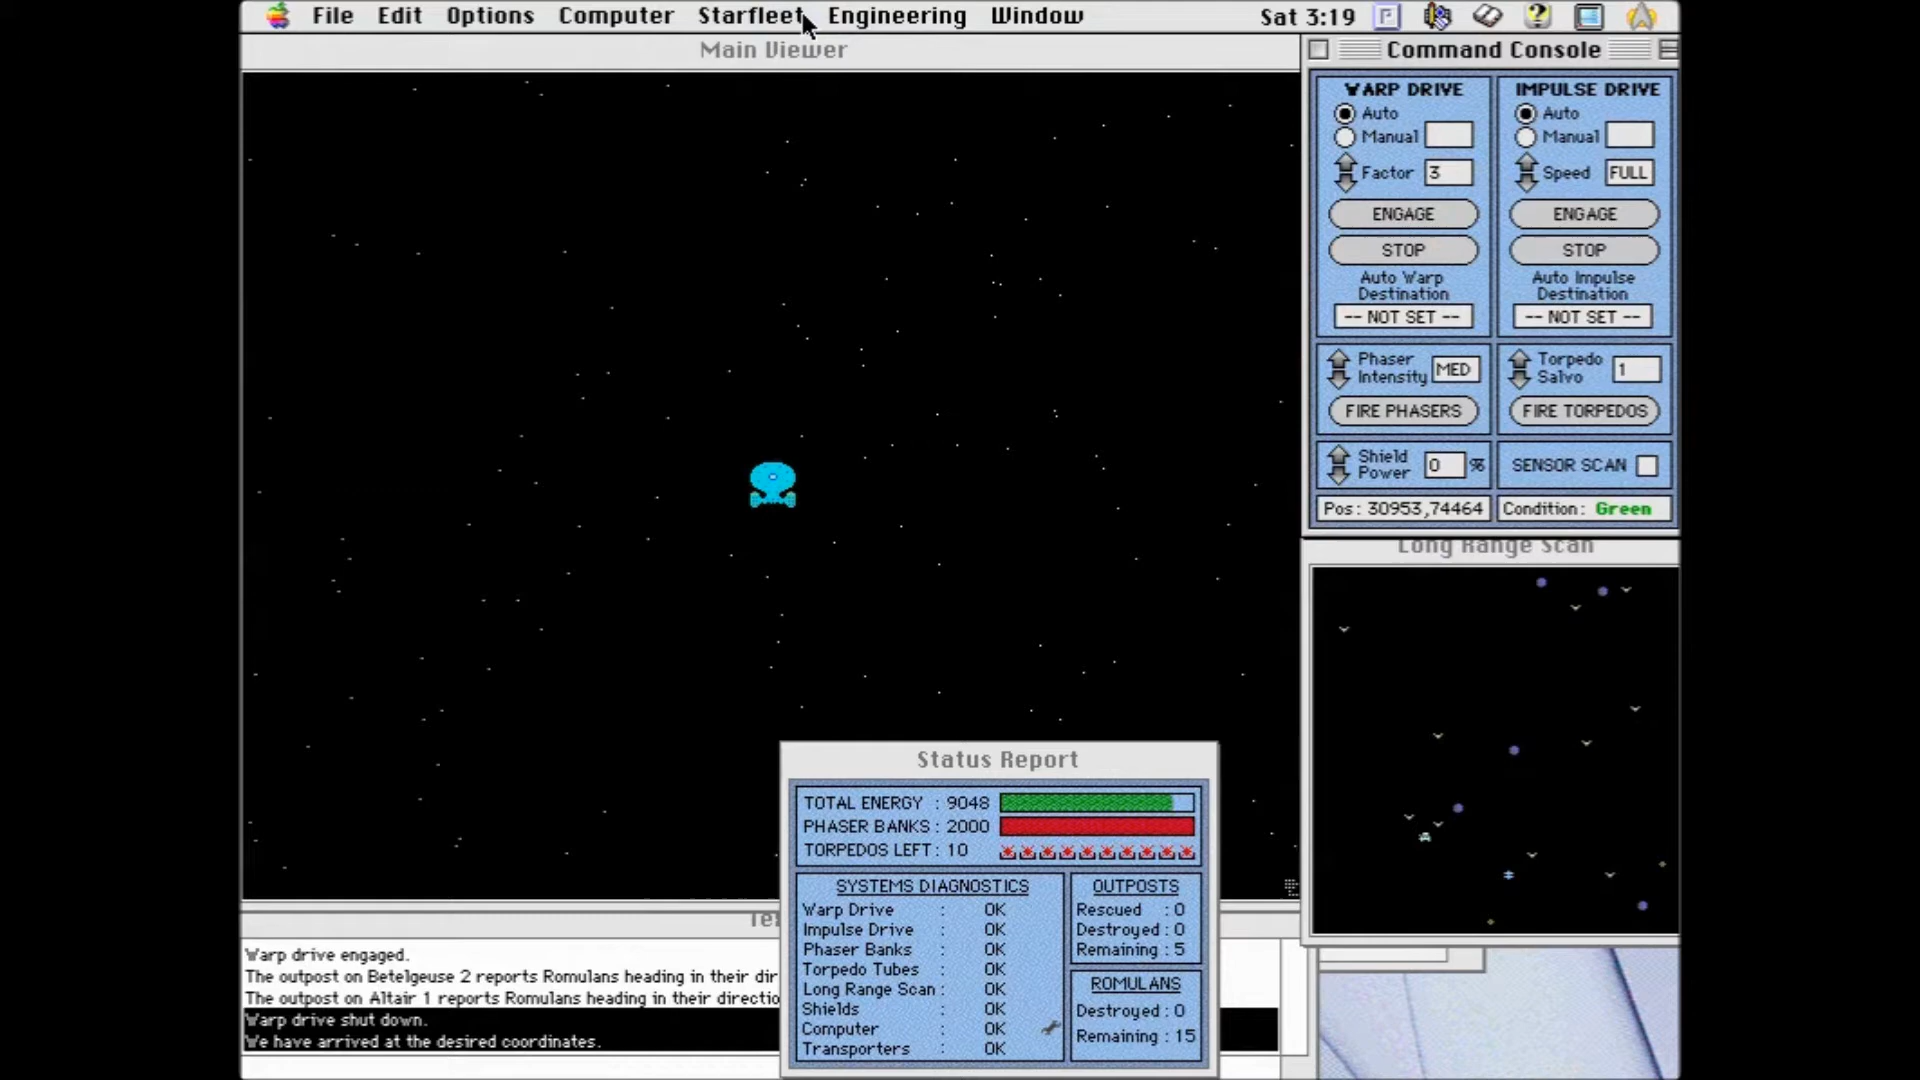 File Edit Options Computer Starfleet Engineering Window Sat 3:19
Main Viewer
Command Console
WARP DRIVE
Auto
Manual
Factor 3
ENGAGE
STOP
Auto Warp
Destination
-- NOT SET --
IMPULSE DRIVE
Auto
Manual
Speed FULL
ENGAGE
STOP
Auto Impulse
Destination
-- NOT SET --
Phaser
Intensity MED
FIRE PHASERS
Torpedo
Salvo 1
FIRE TORPEDOS
Shield
Power 0 %
SENSOR SCAN
Pos: 30953,74464
Condition: Green
Long Range Scan
Status Report
TOTAL ENERGY : 9048
PHASER BANKS : 2000
TORPEDOS LEFT : 10
SYSTEMS DIAGNOSTICS
Warp Drive : OK
Impulse Drive : OK
Phaser Banks : OK
Torpedo Tubes : OK
Long Range Scan : OK
Shields : OK
Computer : OK
Transporters : OK
OUTPOSTS
Rescued : 0
Destroyed : 0
Remaining : 5
ROMULANS
Destroyed : 0
Remaining : 15
Warp drive engaged.
The outpost on Betelgeuse 2 reports Romulans heading in their dir
The outpost on Altair 1 reports Romulans heading in their directio
Warp drive shut down.
We have arrived at the desired coordinates.